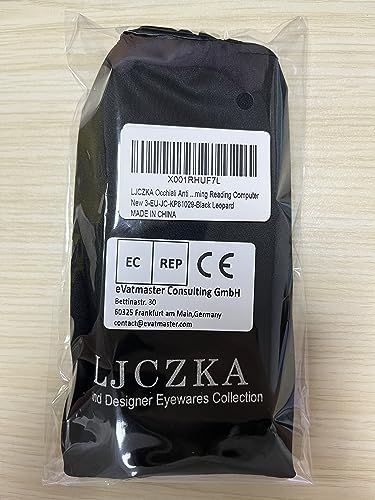 X001RHUF7L
LJCZKA Occhiali Anti ...ming Reading Computer
New 3-EU-JC-KP81029-Black Leopard
MADE IN CHINA
EC REP CE
eVatmaster Consulting GmbH
Bettinastr. 30
60325 Frankfurt am Main,Germany
contact@evatmaster.com
LJCZKA
nd Designer Eyewares Collection